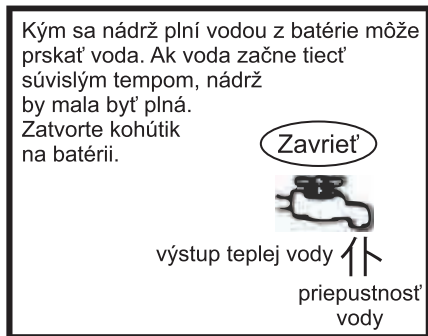 Kým sa nádrž plní vodou z batérie môže
prskať voda. Ak voda začne tiecť
súvislým tempom, nádrž
by mala byť plná.
Zatvorte kohútik
na batérii.
Zavrieť
výstup teplej vody
priepustnosť
vody